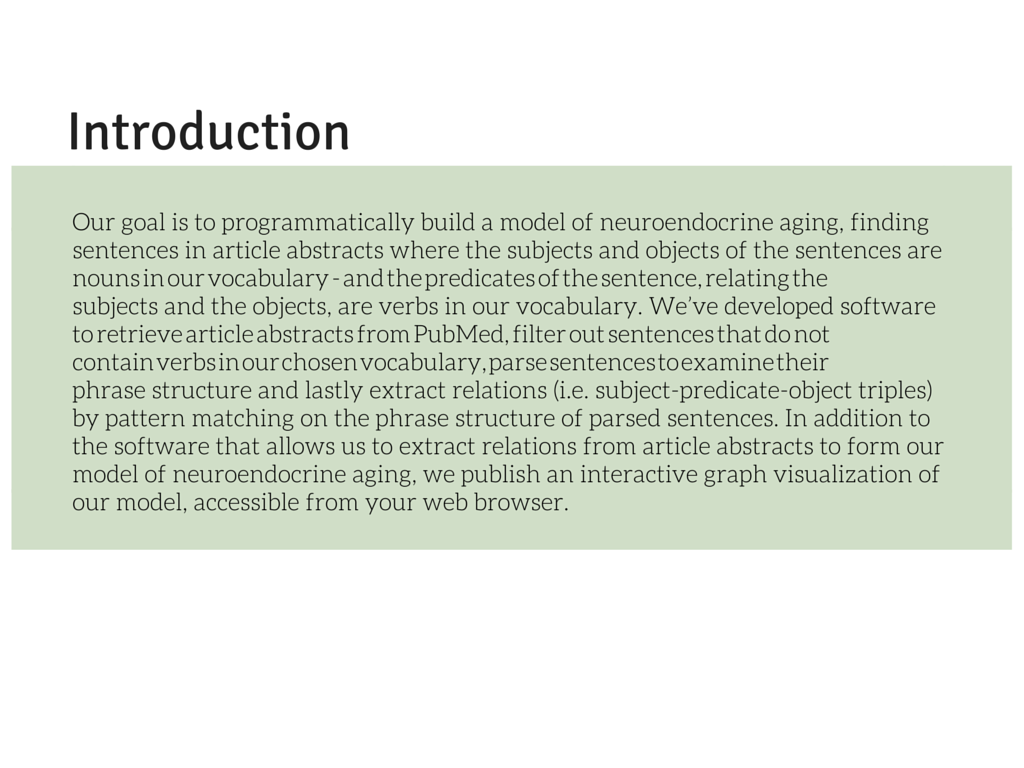 Introduction
Our goal is to programmatically build a model of neuroendocrine aging, finding
sentences in article abstracts where the subjects and objects of the sentences are
nouns in our vocabulary - and the predicates of the sentence, relating the
subjects and the objects, are verbs in our vocabulary. We’ve developed software
to retrieve article abstracts from PubMed, filter out sentences that do not
contain verbs in our chosen vocabulary, parse sentences to examine their
phrase structure and lastly extract relations (i.e. subject-predicate-object triples)
by pattern matching on the phrase structure of parsed sentences. In addition to
the software that allows us to extract relations from article abstracts to form our
model of neuroendocrine aging, we publish an interactive graph visualization of
our model, accessible from your web browser.